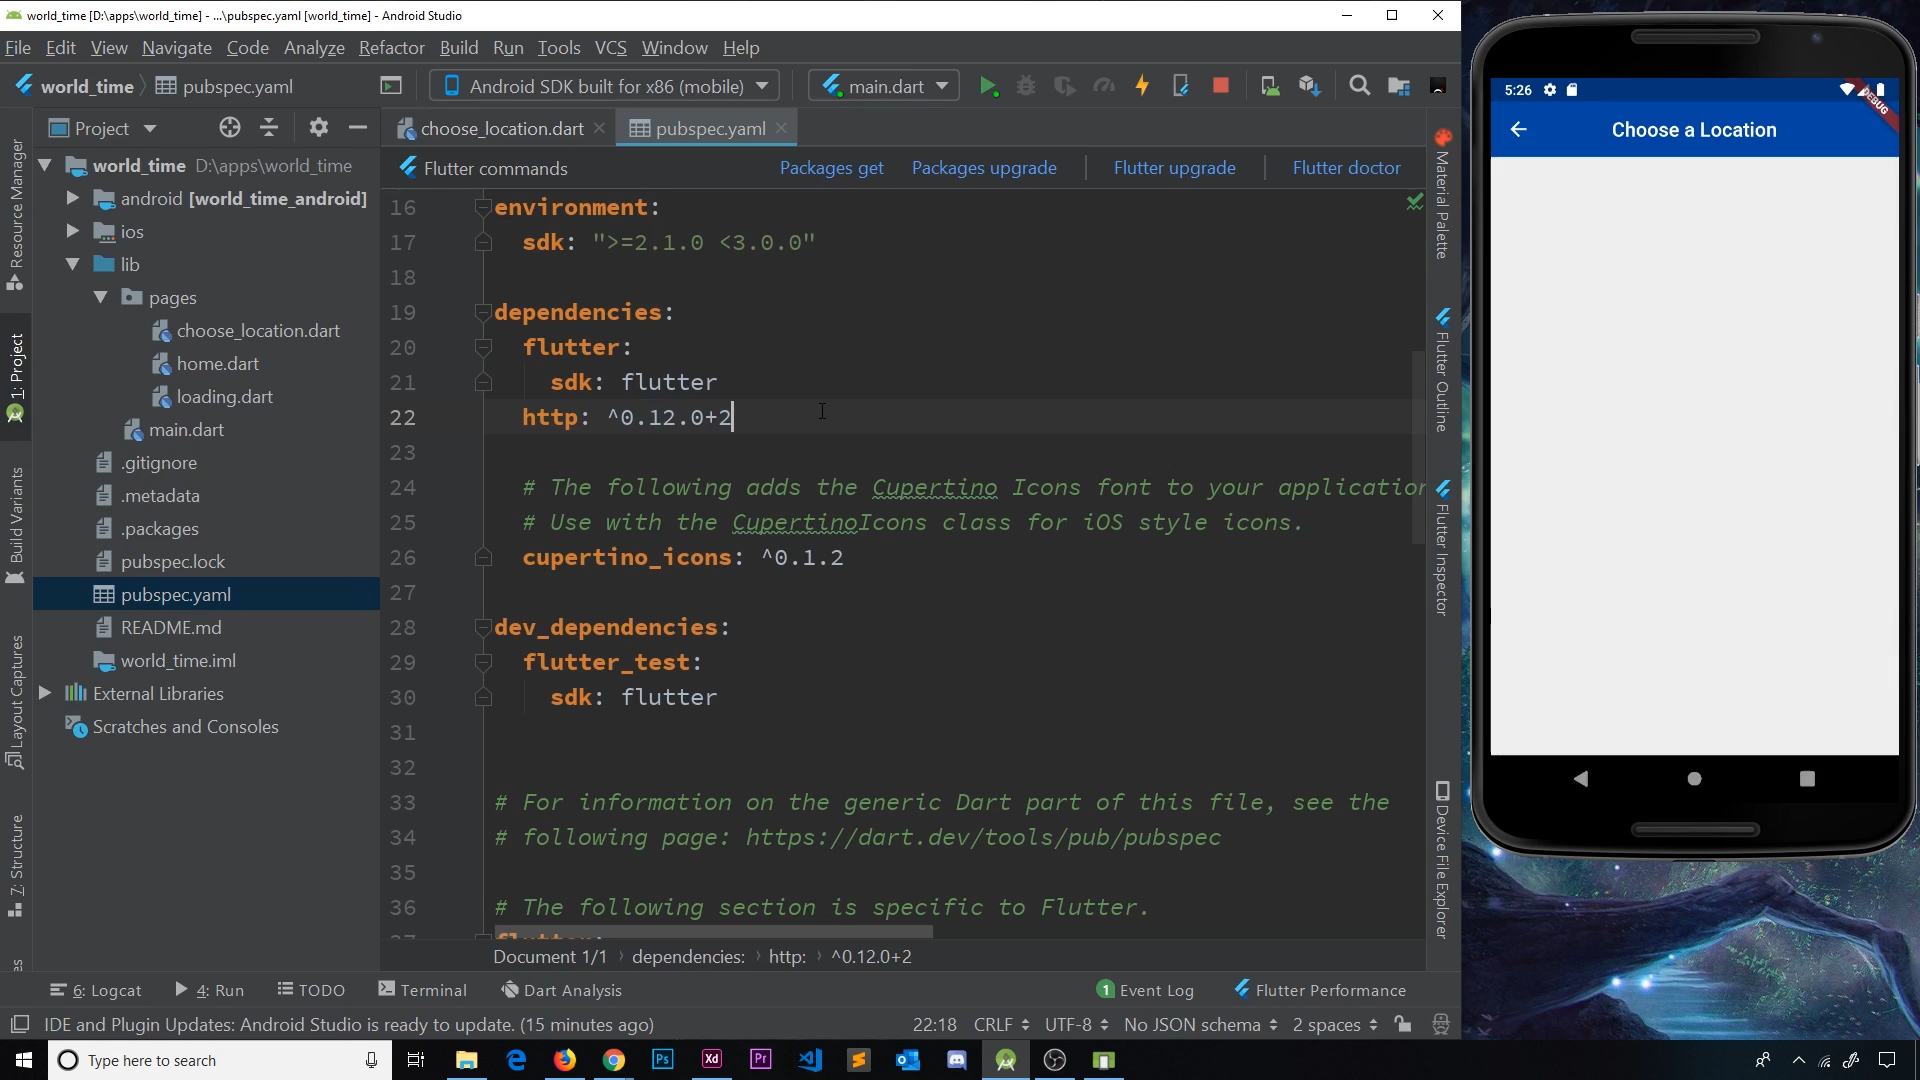 world_time [D:\apps\world_time] - ...\pubspec.yaml [world_time] - Android Studio
File Edit View Navigate Code Analyze Refactor Build Run Tools VCS Window Help
world_time pubspec.yaml Android SDK built for x86 (mobile) main.dart
Project choose_location.dart pubspec.yaml
Flutter commands Packages get Packages upgrade Flutter upgrade Flutter doctor
world_time D:\apps\world_time
android [world_time_android]
ios
lib
pages
choose_location.dart
home.dart
loading.dart
main.dart
.gitignore
.metadata
.packages
pubspec.lock
pubspec.yaml
README.md
world_time.iml
External Libraries
Scratches and Consoles
Resource Manager
1: Project
Build Variants
Layout Captures
7: Structure
16 environment:
17 sdk: ">=2.1.0 <3.0.0"
18
19 dependencies:
20 flutter:
21 sdk: flutter
22 http: ^0.12.0+2
23
24 # The following adds the Cupertino Icons font to your application
25 # Use with the CupertinoIcons class for iOS style icons.
26 cupertino_icons: ^0.1.2
27
28 dev_dependencies:
29 flutter_test:
30 sdk: flutter
31
32
33 # For information on the generic Dart part of this file, see the
34 # following page: https://dart.dev/tools/pub/pubspec
35
36 # The following section is specific to Flutter.
Document 1/1 › dependencies: › http: › ^0.12.0+2
Material Palette
Flutter Outline
Flutter Inspector
Device File Explorer
6: Logcat 4: Run TODO Terminal Dart Analysis 1 Event Log Flutter Performance
IDE and Plugin Updates: Android Studio is ready to update. (15 minutes ago) 22:18 CRLF UTF-8 No JSON schema 2 spaces
Type here to search
Ps Xd Pr
5:26
DEBUG
Choose a Location